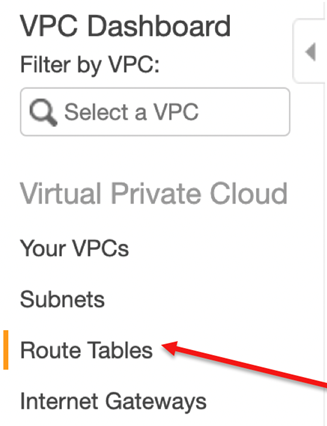 VPC Dashboard
Filter by VPC:
Select a VPC
Virtual Private Cloud
Your VPCs
Subnets
Route Tables
Internet Gateways